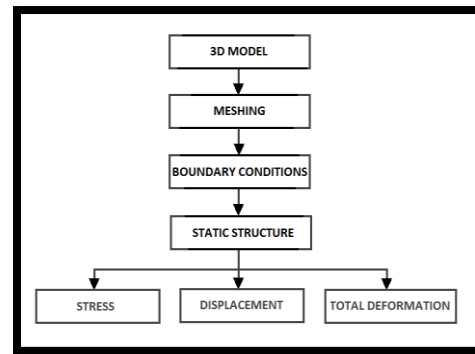 3D MODEL
MESHING
BOUNDARY CONDITIONS
STATIC STRUCTURE
STRESS
DISPLACEMENT
TOTAL DEFORMATION